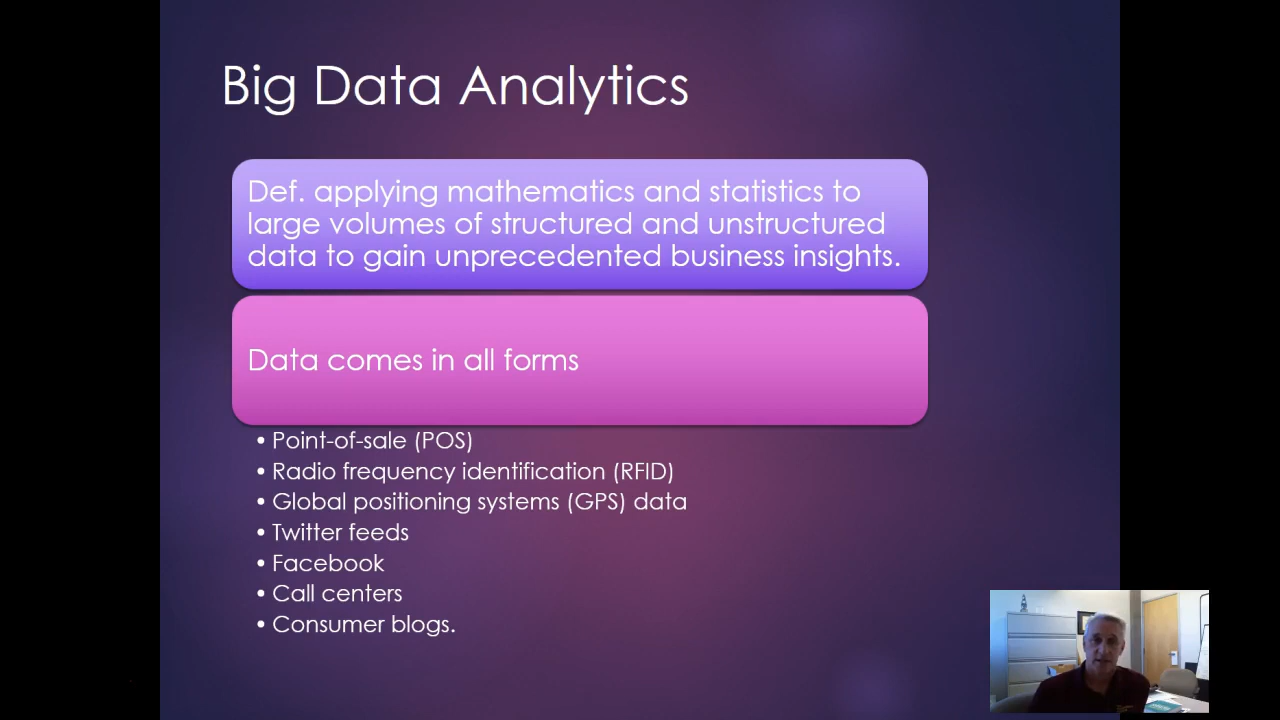 Big Data Analytics
Def. applying mathematics and statistics to
large volumes of structured and unstructured
data to gain unprecedented business insights.
Data comes in all forms
• Point-of-sale (POS)
• Radio frequency identification (RFID)
• Global positioning systems (GPS) data
• Twitter feeds
• Facebook
• Call centers
• Consumer blogs.